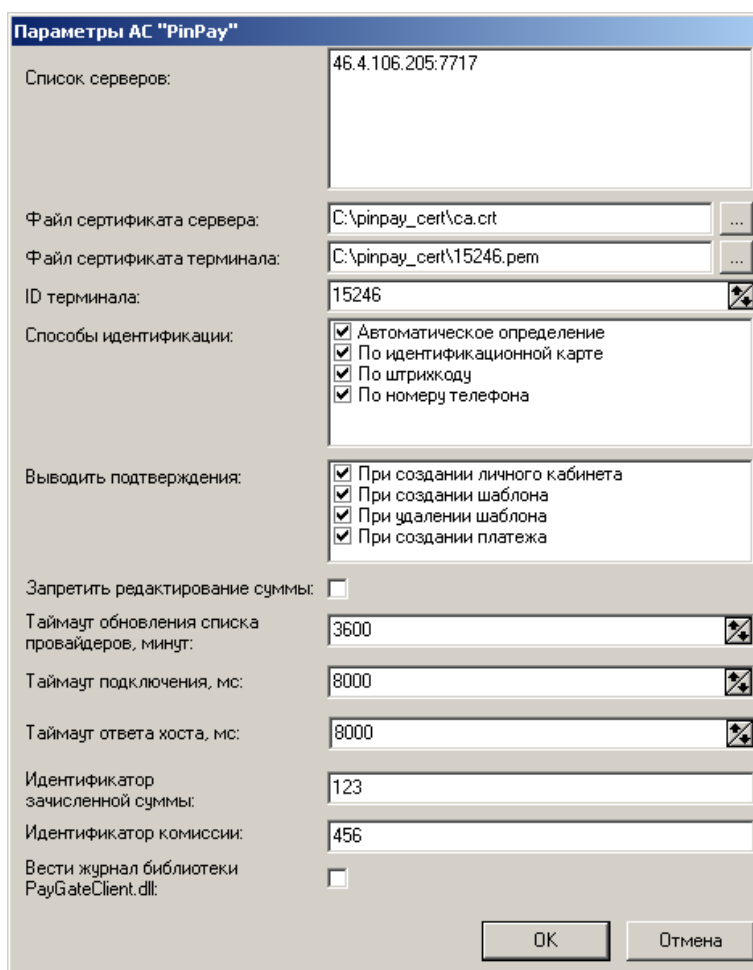 Параметры АС "PinPay"
Список серверов:
46.4.106.205:7717
Файл сертификата сервера:
C:\pinpay_cert\ca.crt
...
Файл сертификата терминала:
C:\pinpay_cert\15246.pem
...
ID терминала:
15246
Способы идентификации:
Автоматическое определение
По идентификационной карте
По штрихкоду
По номеру телефона
Выводить подтверждения:
При создании личного кабинета
При создании шаблона
При удалении шаблона
При создании платежа
Запретить редактирование суммы:
Таймаут обновления списка
провайдеров, минут:
3600
Таймаут подключения, мс:
8000
Таймаут ответа хоста, мс:
8000
Идентификатор
зачисленной суммы:
123
Идентификатор комиссии:
456
Вести журнал библиотеки
PayGateClient.dll:
OK
Отмена